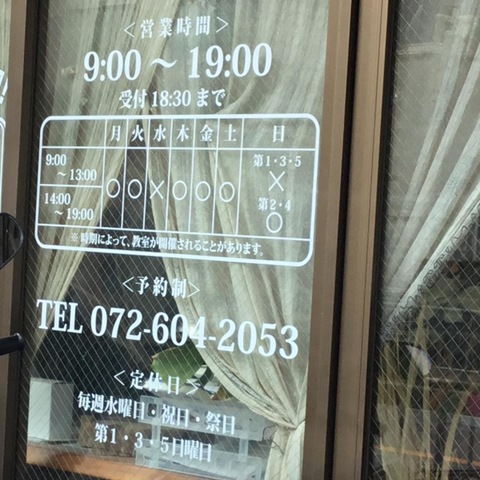 ＜営業時間＞
9:00～19:00
受付18:30まで
月 火 水 木 金 土 日
9:00
～13:00
14:00
～19:00
○ ○ × ○ ○ ○
第1・3・5
×
第2・4
○
※時期によって、教室が開催されることがあります。
＜予約制＞
TEL 072-604-2053
＜定休日＞
毎週水曜日・祝日・祭日
第1・3・5日曜日